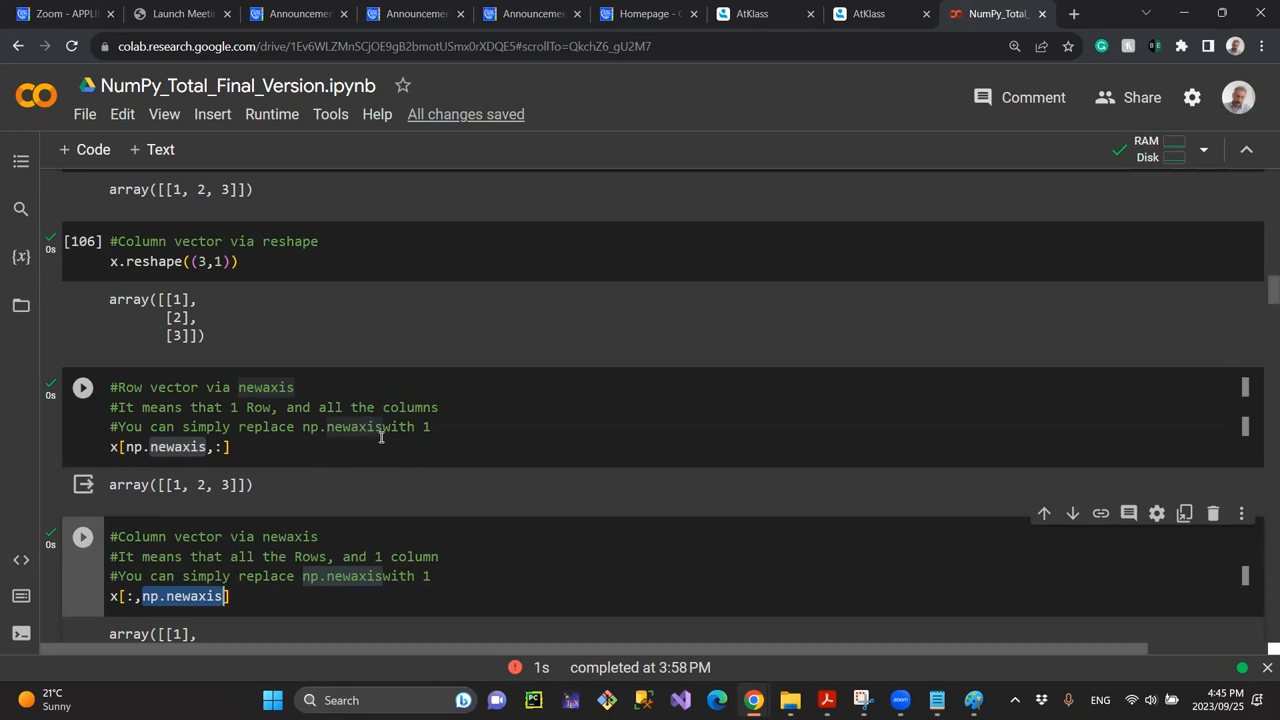 Zoom - APPLI
Launch Meeti
Announcemen
Announcemen
Announcemen
Homepage - C
AtKlass
AtKlass
NumPy_Total_
colab.research.google.com/drive/1Ev6WLZMnSCjOE9gB2bmotUSmx0rXDQE5#scrollTo=QkchZ6_gU2M7
NumPy_Total_Final_Version.ipynb
Comment
Share
File Edit View Insert Runtime Tools Help All changes saved
+ Code + Text
RAM
Disk
array([[1, 2, 3]])
[106] #Column vector via reshape
0s
x.reshape((3,1))
array([[1],
[2],
[3]])
#Row vector via newaxis
0s
#It means that 1 Row, and all the columns
#You can simply replace np.newaxiswith 1
x[np.newaxis,:]
array([[1, 2, 3]])
#Column vector via newaxis
0s
#It means that all the Rows, and 1 column
#You can simply replace np.newaxiswith 1
x[:,np.newaxis]
array([[1],
1s completed at 3:58 PM
21°C
Sunny
Search
ENG
4:45 PM
2023/09/25